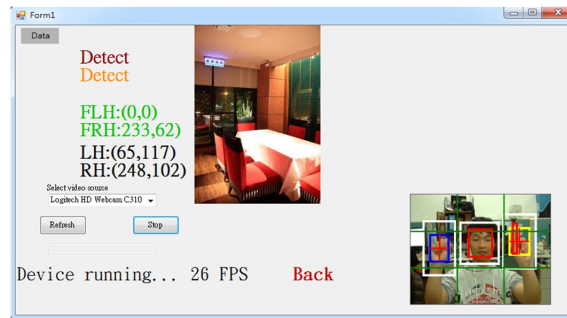 Form1
Data
Detect
Detect
FLH:(0,0)
FRH:233,62)
LH:(65,117)
RH:(248,102)
Select video source
Logitech HD Webcam C310
Refresh
Stop
Device running... 26 FPS
Back